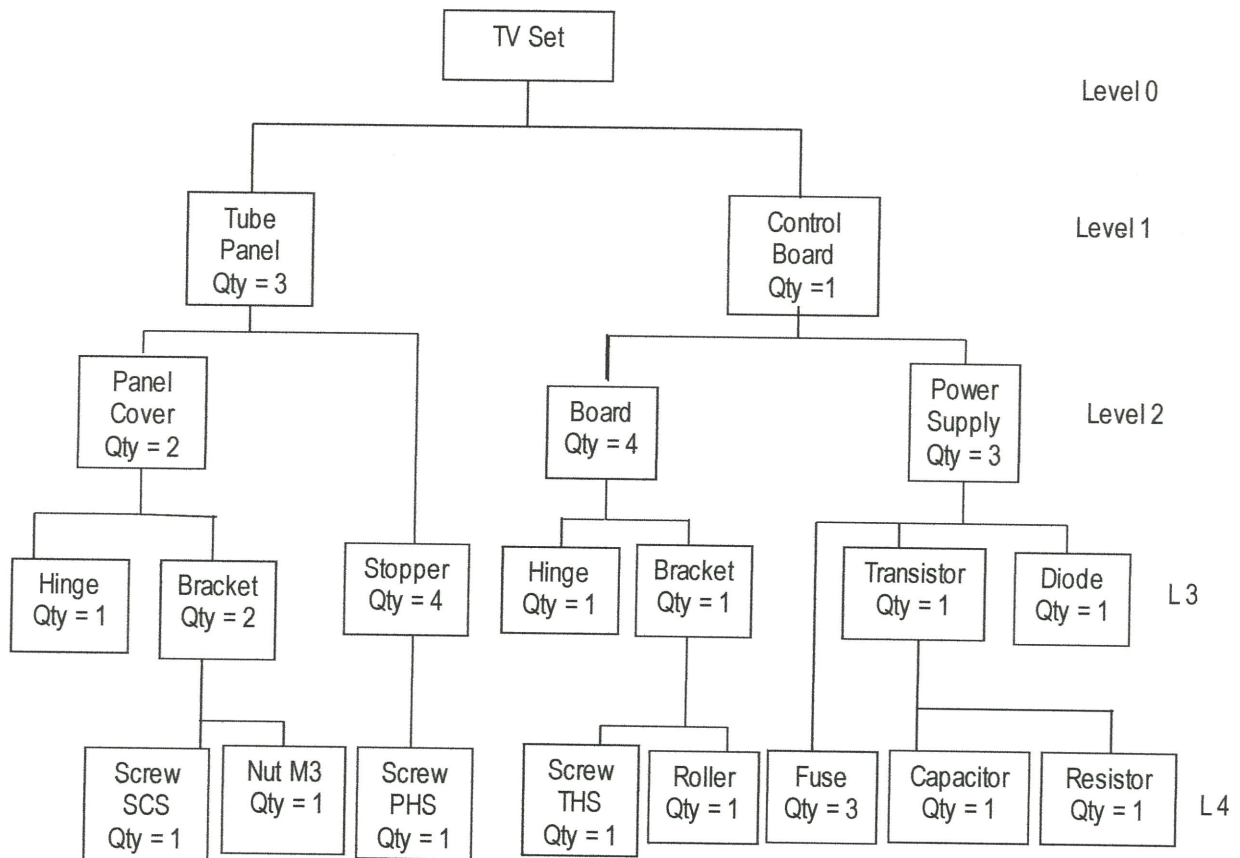 TV Set
Level 0
Tube
Panel
Qty = 3
Control
Board
Qty =1
Level 1
Panel
Cover
Qty = 2
Board
Qty = 4
Power
Supply
Qty = 3
Level 2
Hinge
Qty = 1
Bracket
Qty = 2
Stopper
Qty = 4
Hinge
Qty = 1
Bracket
Qty = 1
Transistor
Qty = 1
Diode
Qty = 1
L 3
Screw
SCS
Qty = 1
Nut M3
Qty = 1
Screw
PHS
Qty = 1
Screw
THS
Qty = 1
Roller
Qty = 1
Fuse
Qty = 3
Capacitor
Qty = 1
Resistor
Qty = 1
L 4